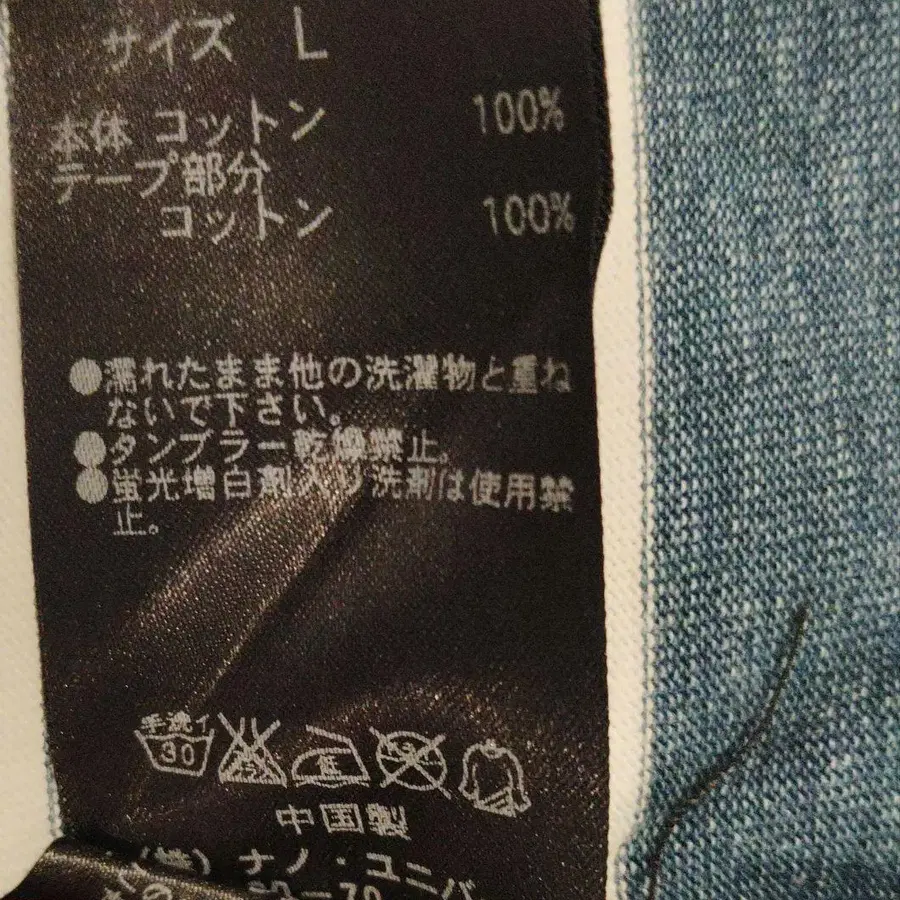 サイズ L
本体 コットン 100%
テープ部分
コットン 100%
●濡れたまま他の洗濯物と重ね
ないで下さい。
●タンブラー乾燥禁止。
●蛍光増白剤入り洗剤は使用禁
止。
手洗イ
30
中国製
(株) ナノ・ユニバ